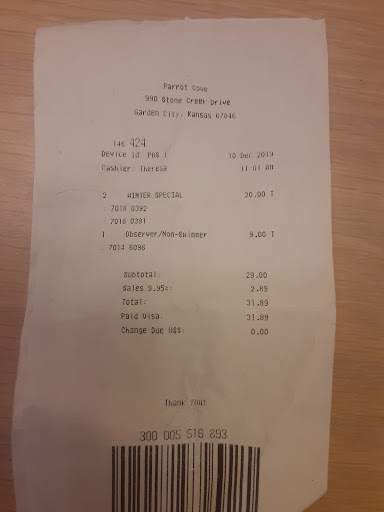 Parrot Cove
990 Stone Creek Drive
Garden City, Kansas 67846
146 424
Device Id: POS 1 10 Dec 2019
Cashier: Theresa 11:01 AM
2 WINTER SPECIAL 20.00 T
: 7018 0392
: 7018 0391
1 Observer/Non-Swimmer 9.00 T
: 7014 6096
Subtotal: 29.00
Sales 9.95%: 2.89
Total: 31.89
Paid Visa: 31.89
Change Due US$: 0.00
Thank You!
300 005 516 893